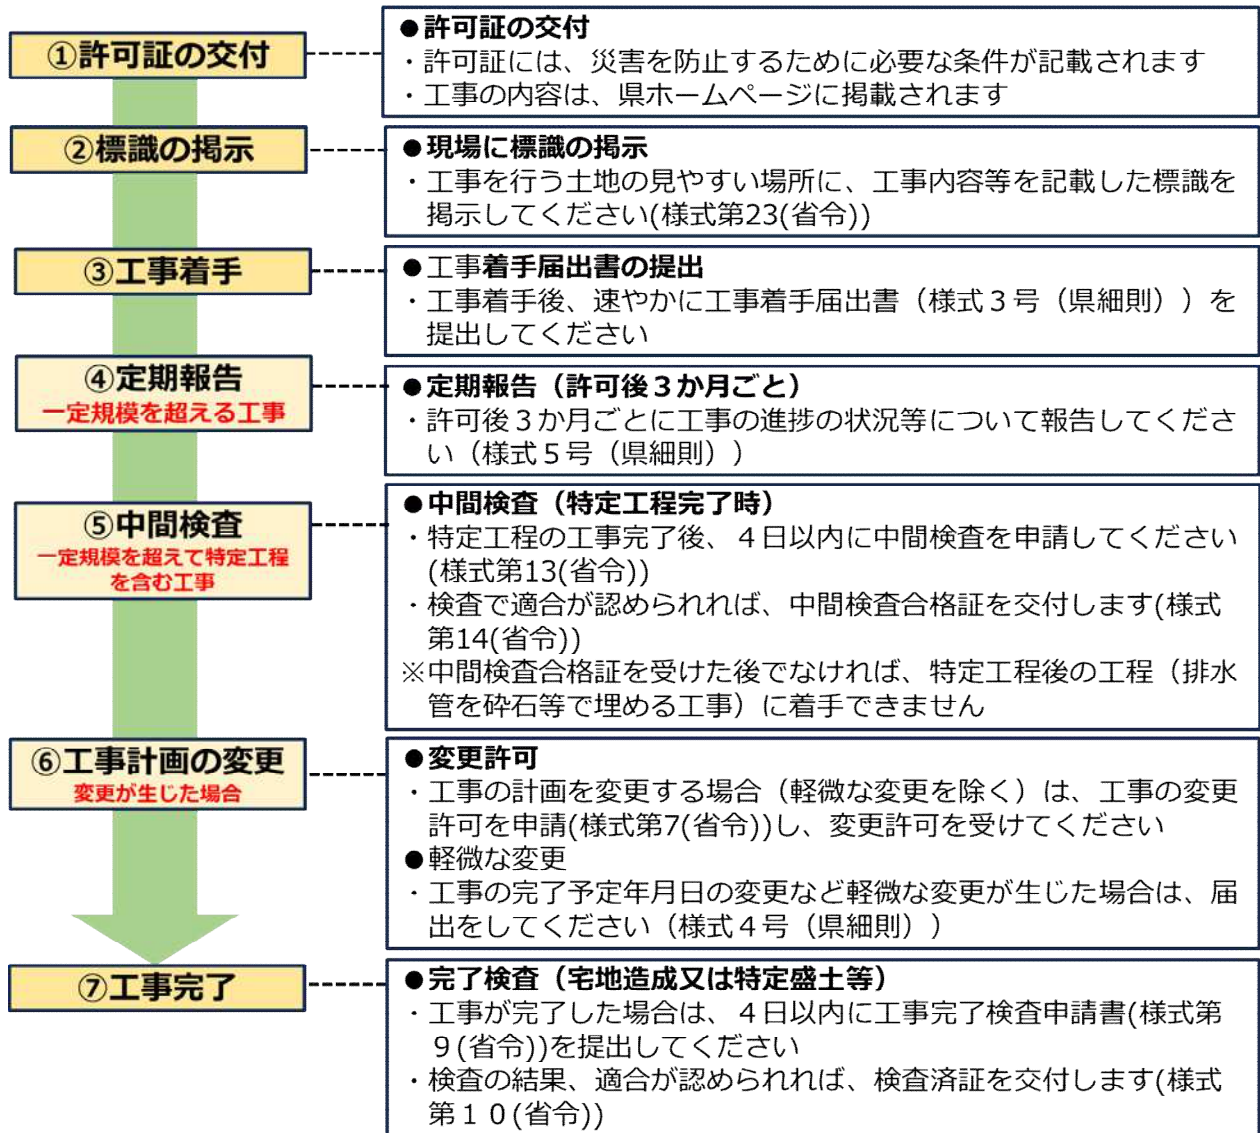 ①許可証の交付
●許可証の交付
・許可証には、災害を防止するために必要な条件が記載されます
・工事の内容は、県ホームページに掲載されます
②標識の掲示
●現場に標識の掲示
・工事を行う土地の見やすい場所に、工事内容等を記載した標識を
掲示してください(様式第23(省令))
③工事着手
●工事着手届出書の提出
・工事着手後、速やかに工事着手届出書（様式３号（県細則））を
提出してください
④定期報告
一定規模を超える工事
●定期報告（許可後３か月ごと）
・許可後３か月ごとに工事の進捗の状況等について報告してくださ
い（様式５号（県細則））
⑤中間検査
一定規模を超えて特定工程
を含む工事
●中間検査（特定工程完了時）
・特定工程の工事完了後、４日以内に中間検査を申請してください
(様式第13(省令))
・検査で適合が認められれば、中間検査合格証を交付します(様式
第14(省令))
※中間検査合格証を受けた後でなければ、特定工程後の工程（排水
管を砕石等で埋める工事）に着手できません
⑥工事計画の変更
変更が生じた場合
●変更許可
・工事の計画を変更する場合（軽微な変更を除く）は、工事の変更
許可を申請(様式第7(省令))し、変更許可を受けてください
●軽微な変更
・工事の完了予定年月日の変更など軽微な変更が生じた場合は、届
出をしてください（様式４号（県細則））
⑦工事完了
●完了検査（宅地造成又は特定盛土等）
・工事が完了した場合は、４日以内に工事完了検査申請書(様式第
９(省令))を提出してください
・検査の結果、適合が認められれば、検査済証を交付します(様式
第１０(省令))